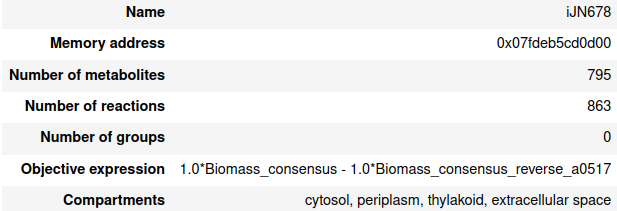 Name iJN678
Memory address 0x07fdeb5cd0d00
Number of metabolites 795
Number of reactions 863
Number of groups 0
Objective expression 1.0*Biomass_consensus - 1.0*Biomass_consensus_reverse_a0517
Compartments cytosol, periplasm, thylakoid, extracellular space